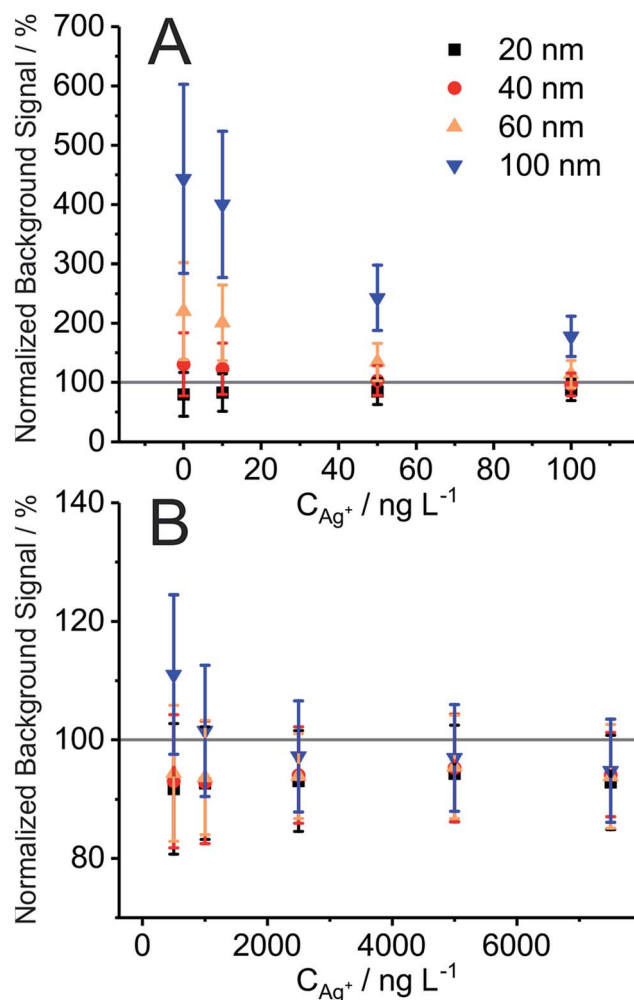 A
20 nm
40 nm
60 nm
100 nm
Normalized Background Signal / %
700
600
500
400
300
200
100
0
0 20 40 60 80 100
C_Ag⁺ / ng L⁻¹
B
Normalized Background Signal / %
140
120
100
80
0 2000 4000 6000
C_Ag⁺ / ng L⁻¹